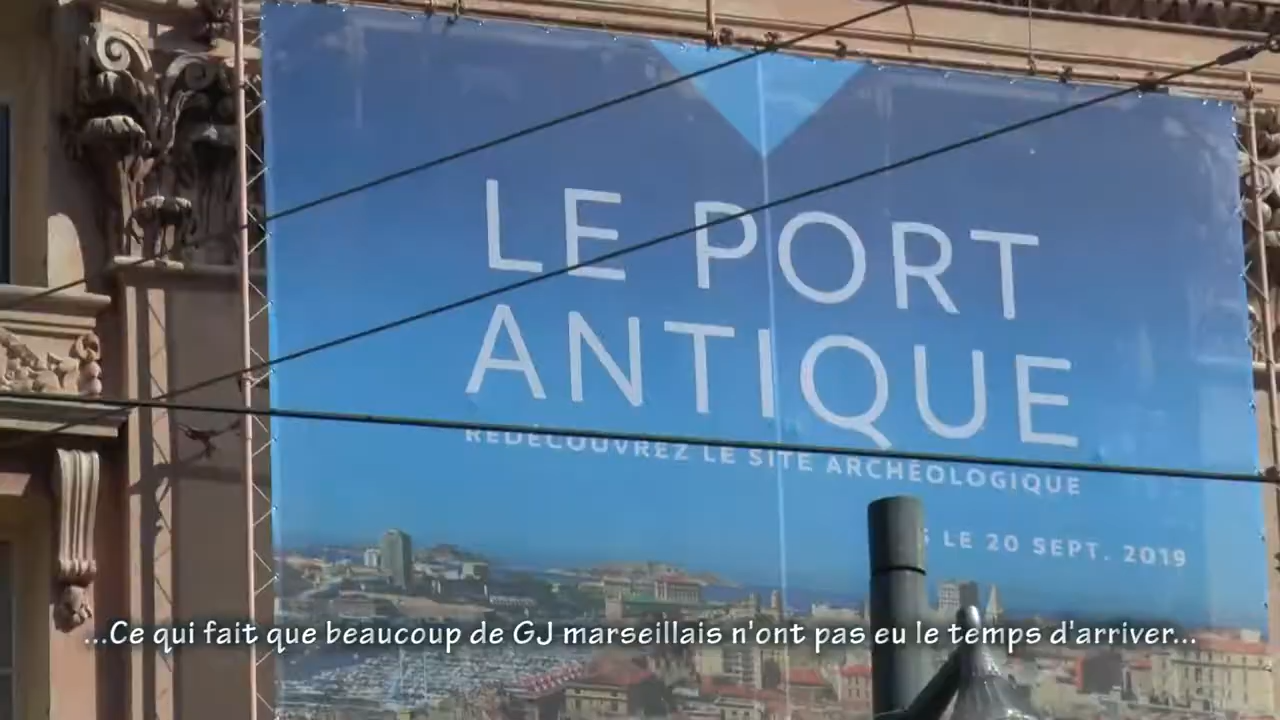 LE PORT
ANTIQUE
REDÉCOUVREZ LE SITE ARCHÉOLOGIQUE
LE 20 SEPT. 2019
...Ce qui fait que beaucoup de GJ marseillais n'ont pas eu le temps d'arriver...